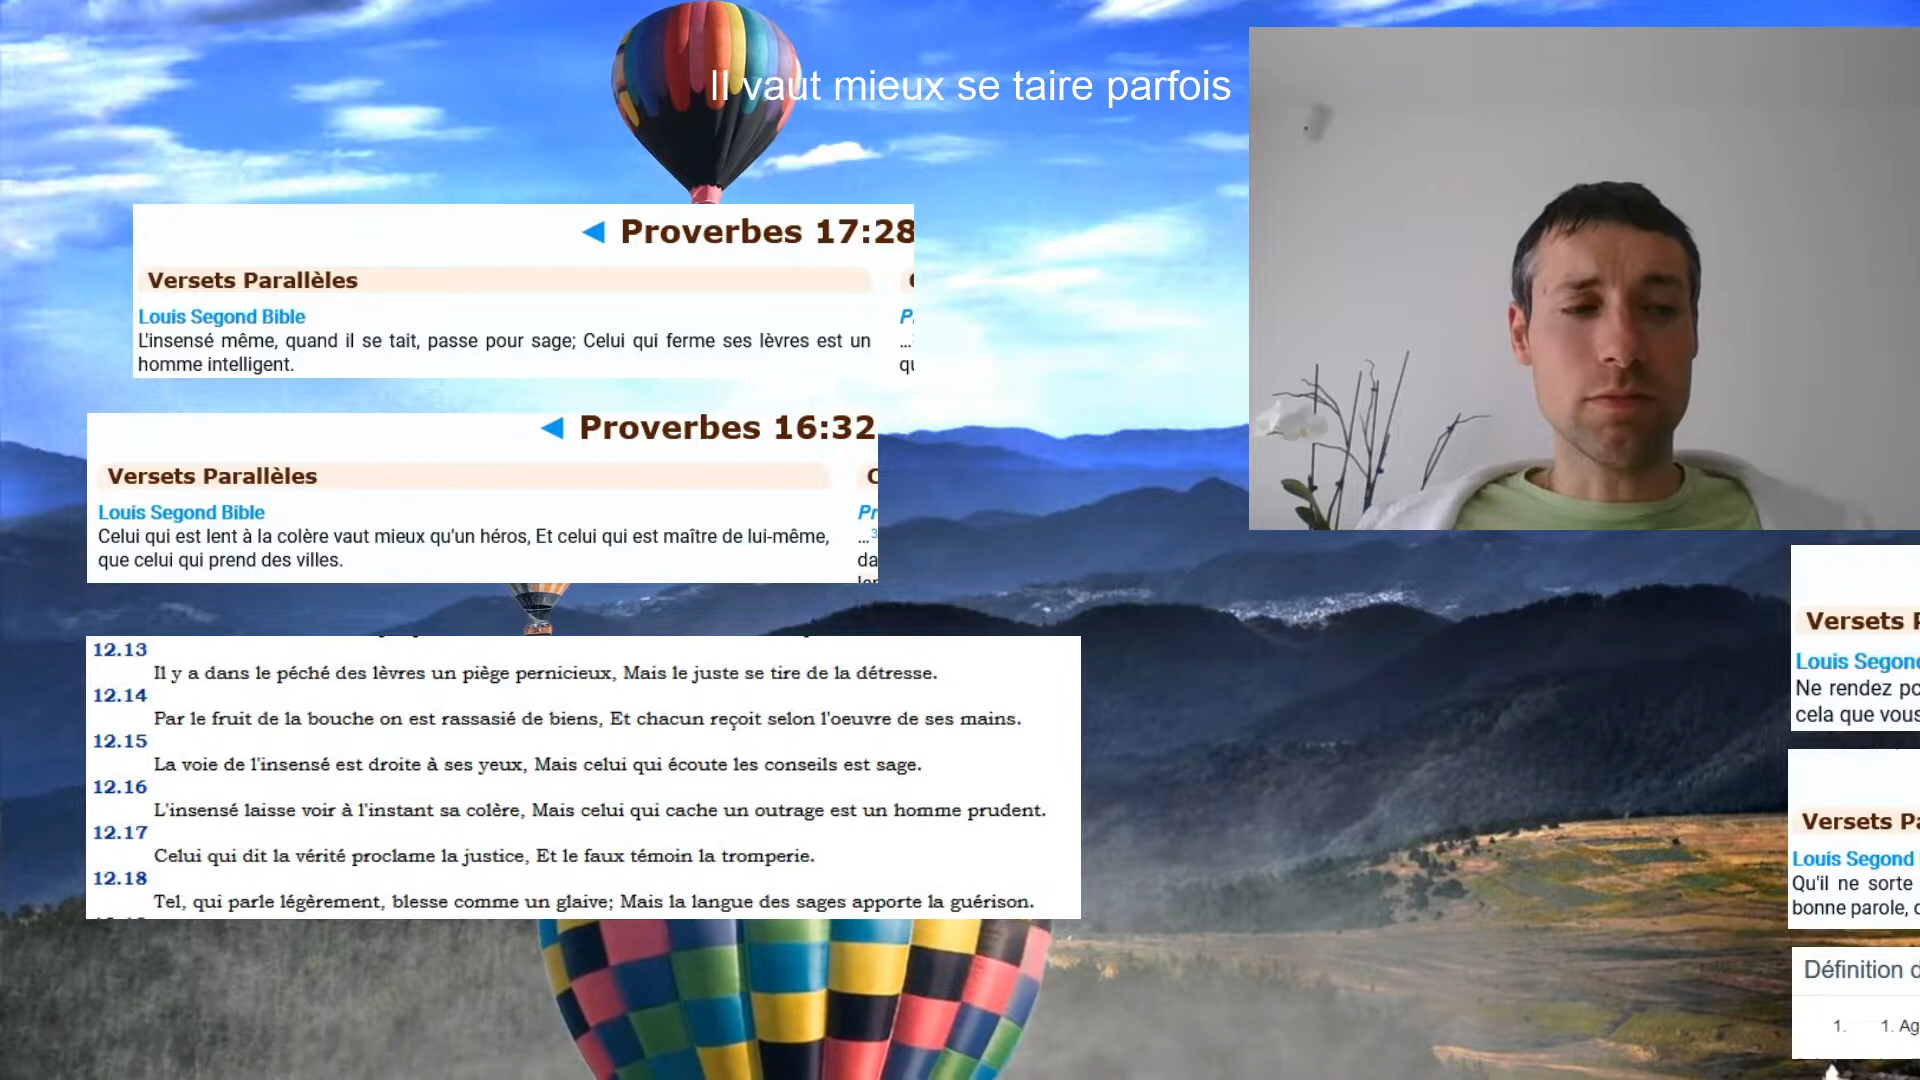 Il vaut mieux se taire parfois
Proverbes 17:28
Versets Parallèles
Louis Segond Bible
L'insensé même, quand il se tait, passe pour sage; Celui qui ferme ses lèvres est un
homme intelligent.
Proverbes 16:32
Versets Parallèles
Louis Segond Bible
Celui qui est lent à la colère vaut mieux qu'un héros, Et celui qui est maître de lui-même,
que celui qui prend des villes.
12.13
Il y a dans le péché des lèvres un piège pernicieux, Mais le juste se tire de la détresse.
12.14
Par le fruit de la bouche on est rassasié de biens, Et chacun reçoit selon l'oeuvre de ses mains.
12.15
La voie de l'insensé est droite à ses yeux, Mais celui qui écoute les conseils est sage.
12.16
L'insensé laisse voir à l'instant sa colère, Mais celui qui cache un outrage est un homme prudent.
12.17
Celui qui dit la vérité proclame la justice, Et le faux témoin la tromperie.
12.18
Tel, qui parle légèrement, blesse comme un glaive; Mais la langue des sages apporte la guérison.
Versets
Louis Segond
Ne rendez
cela que vous
Versets
Louis Segond
Qu'il ne sorte
bonne parole,
Définition
1. 1.